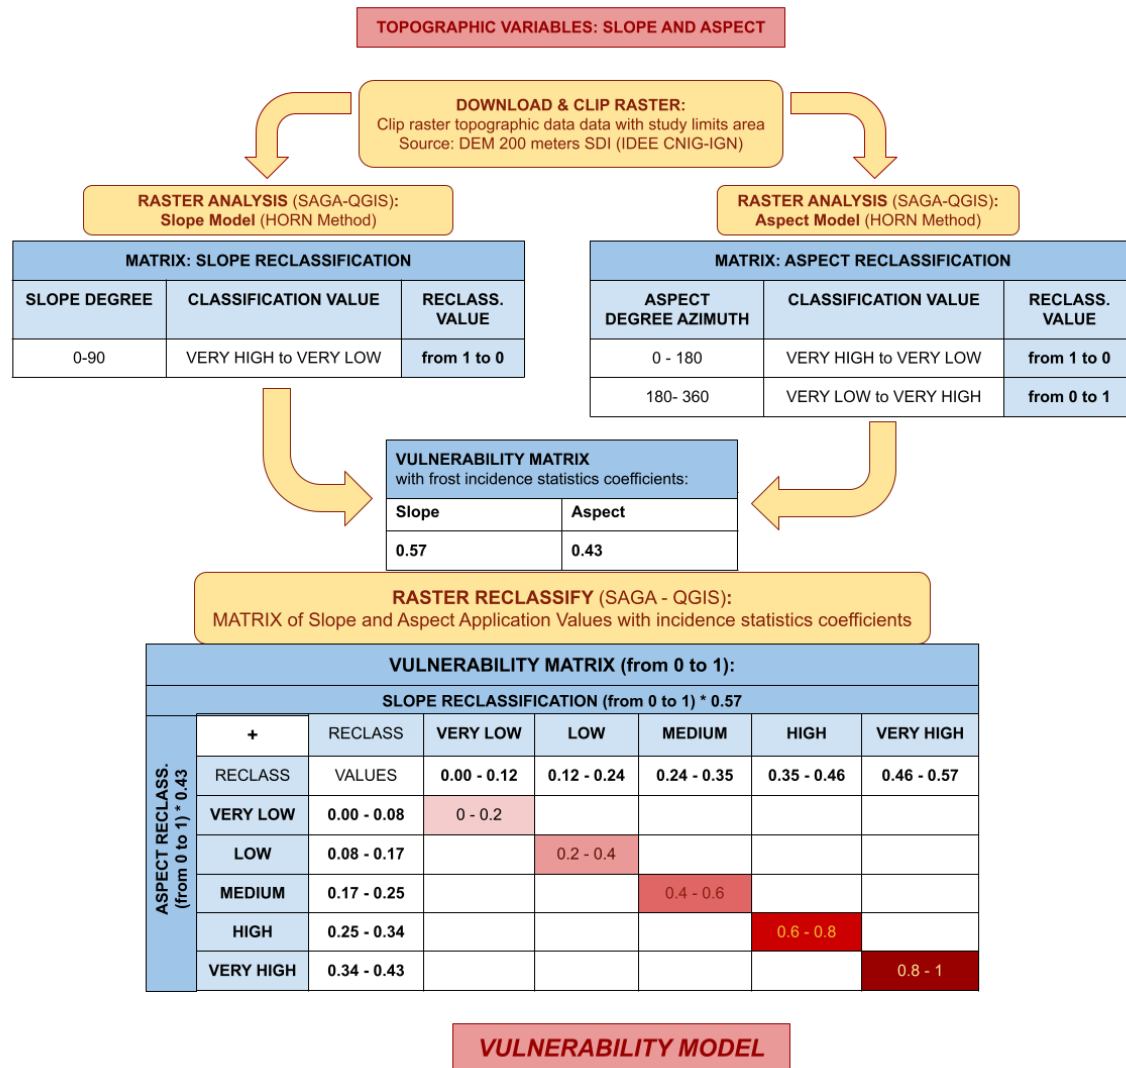 TOPOGRAPHIC VARIABLES: SLOPE AND ASPECT
DOWNLOAD & CLIP RASTER:
Clip raster topographic data data with study limits area
Source: DEM 200 meters SDI (IDEE CNIG-IGN)
RASTER ANALYSIS (SAGA-QGIS):
Slope Model (HORN Method)
RASTER ANALYSIS (SAGA-QGIS):
Aspect Model (HORN Method)
MATRIX: SLOPE RECLASSIFICATION
SLOPE DEGREE CLASSIFICATION VALUE RECLASS.
VALUE
0-90 VERY HIGH to VERY LOW from 1 to 0
MATRIX: ASPECT RECLASSIFICATION
ASPECT CLASSIFICATION VALUE RECLASS.
DEGREE AZIMUTH VALUE
0 - 180 VERY HIGH to VERY LOW from 1 to 0
180- 360 VERY LOW to VERY HIGH from 0 to 1
VULNERABILITY MATRIX
with frost incidence statistics coefficients:
Slope Aspect
0.57 0.43
RASTER RECLASSIFY (SAGA - QGIS):
MATRIX of Slope and Aspect Application Values with incidence statistics coefficients
VULNERABILITY MATRIX (from 0 to 1):
SLOPE RECLASSIFICATION (from 0 to 1) * 0.57
ASPECT RECLASS.
(from 0 to 1) * 0.43
+ RECLASS VERY LOW LOW MEDIUM HIGH VERY HIGH
RECLASS VALUES 0.00 - 0.12 0.12 - 0.24 0.24 - 0.35 0.35 - 0.46 0.46 - 0.57
VERY LOW 0.00 - 0.08 0 - 0.2
LOW 0.08 - 0.17 0.2 - 0.4
MEDIUM 0.17 - 0.25 0.4 - 0.6
HIGH 0.25 - 0.34 0.6 - 0.8
VERY HIGH 0.34 - 0.43 0.8 - 1
VULNERABILITY MODEL